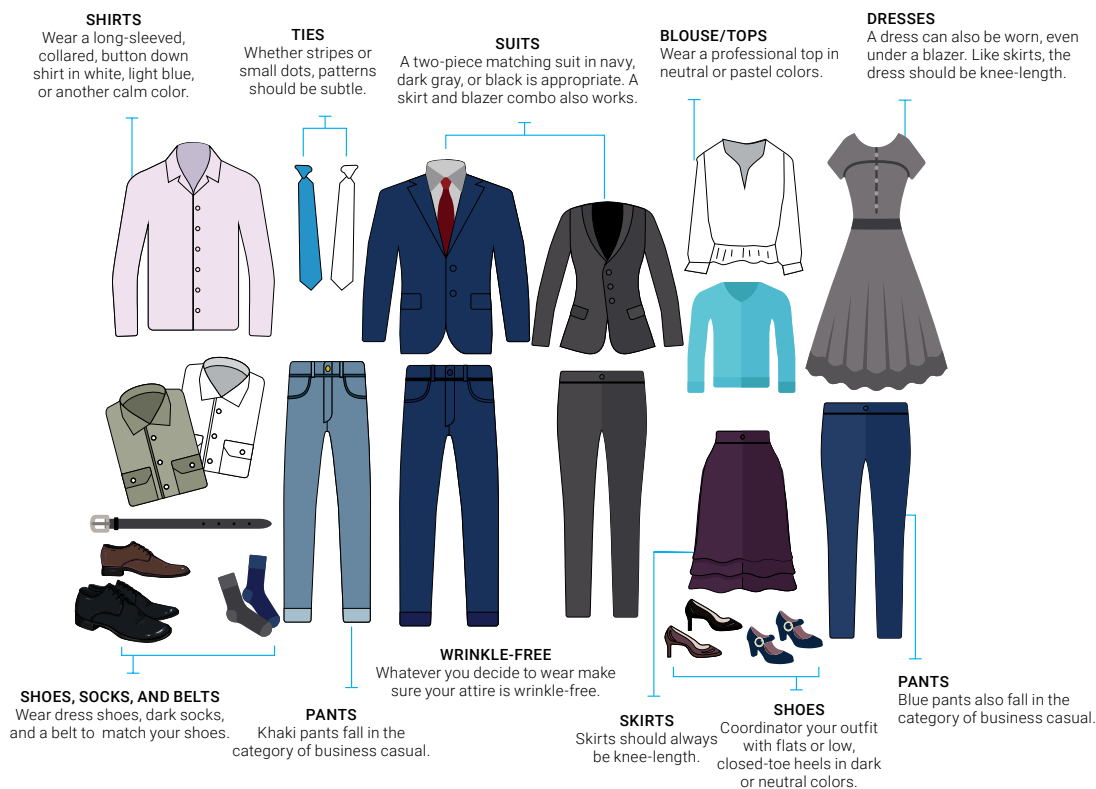 SHIRTS
Wear a long-sleeved,
collared, button down
shirt in white, light blue,
or another calm color.
TIES
Whether stripes or
small dots, patterns
should be subtle.
SUITS
A two-piece matching suit in navy,
dark gray, or black is appropriate. A
skirt and blazer combo also works.
BLOUSE/TOPS
Wear a professional top in
neutral or pastel colors.
DRESSES
A dress can also be worn, even
under a blazer. Like skirts, the
dress should be knee-length.
SHOES, SOCKS, AND BELTS
Wear dress shoes, dark socks,
and a belt to match your shoes.
PANTS
Khaki pants fall in the
category of business casual.
WRINKLE-FREE
Whatever you decide to wear make
sure your attire is wrinkle-free.
SKIRTS
Skirts should always
be knee-length.
SHOES
Coordinator your outfit
with flats or low,
closed-toe heels in dark
or neutral colors.
PANTS
Blue pants also fall in the
category of business casual.